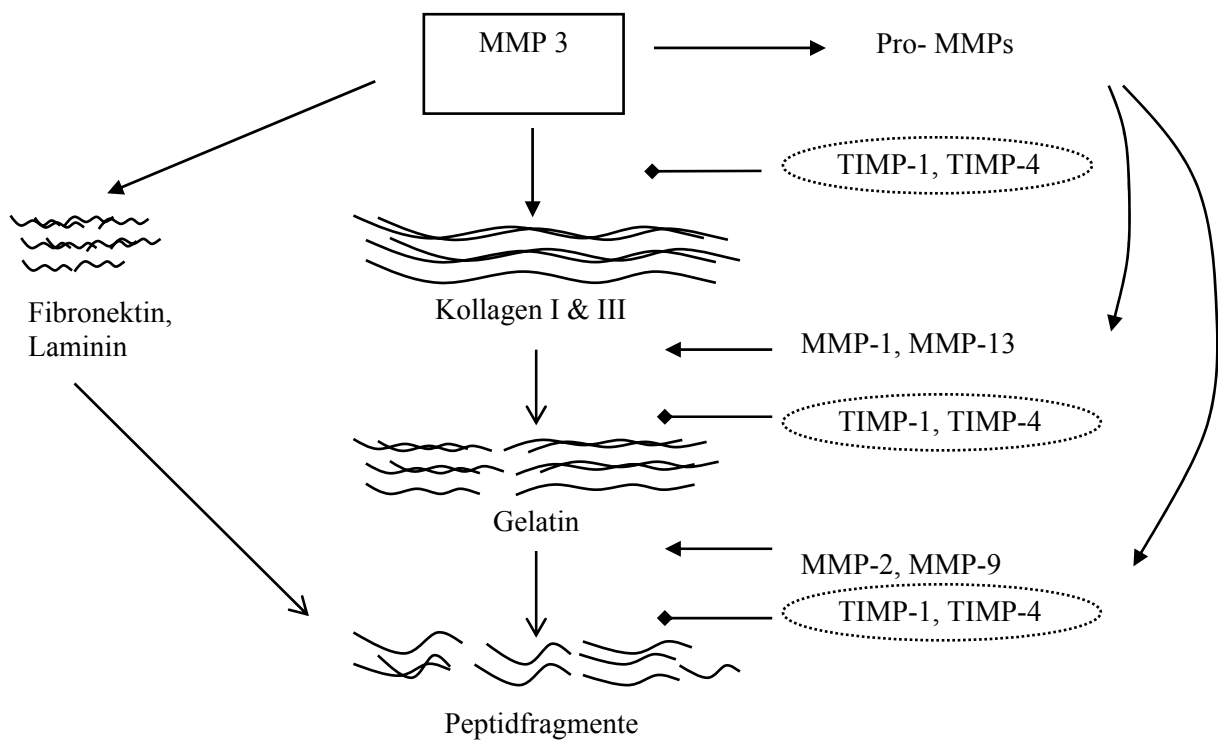 MMP 3
Pro- MMPs
TIMP-1, TIMP-4
Kollagen I & III
Fibronektin,
Laminin
MMP-1, MMP-13
TIMP-1, TIMP-4
Gelatin
MMP-2, MMP-9
TIMP-1, TIMP-4
Peptidfragmente